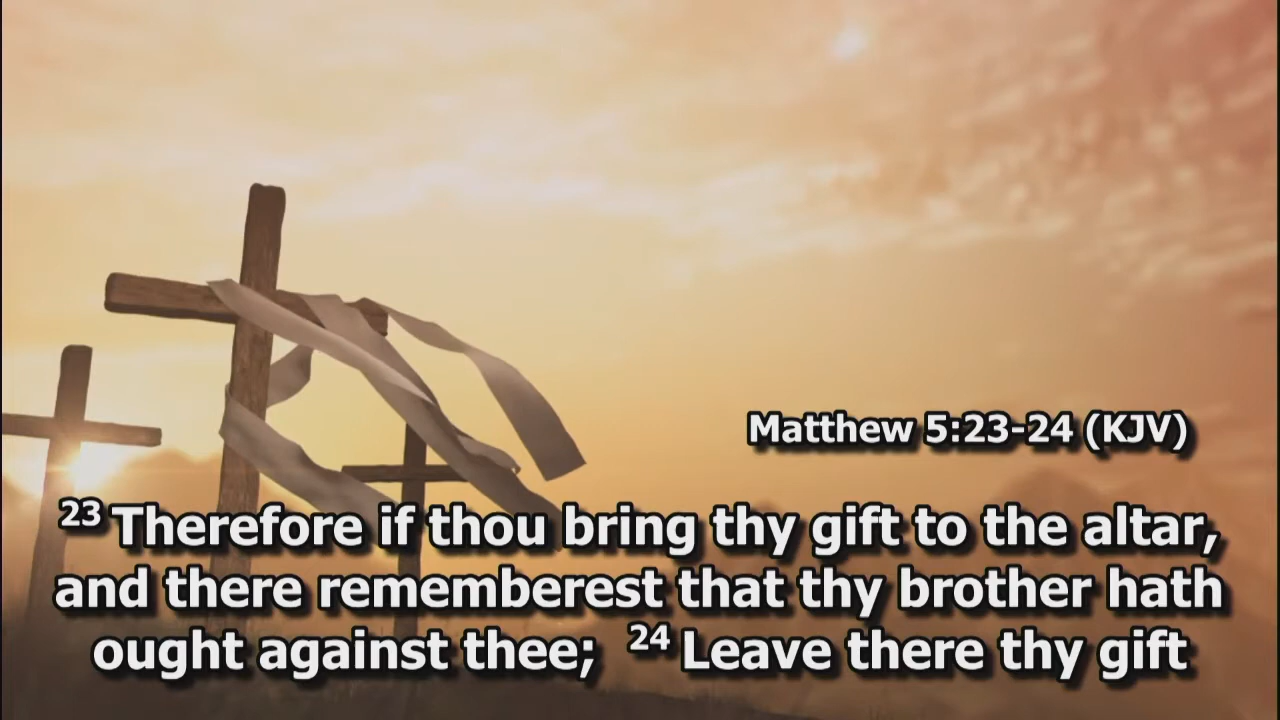 Matthew 5:23-24 (KJV)
23 Therefore if thou bring thy gift to the altar,
and there rememberest that thy brother hath
ought against thee; 24 Leave there thy gift